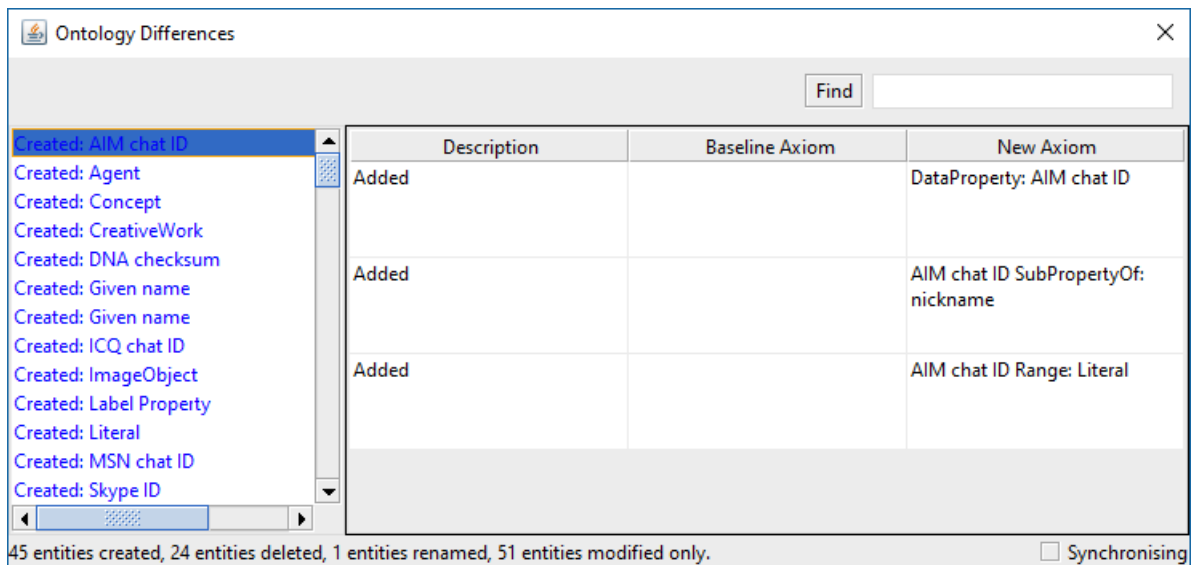 Ontology Differences
Find
Created: AIM chat ID
Created: Agent
Created: Concept
Created: CreativeWork
Created: DNA checksum
Created: Given name
Created: Given name
Created: ICQ chat ID
Created: ImageObject
Created: Label Property
Created: Literal
Created: MSN chat ID
Created: Skype ID
Description Baseline Axiom New Axiom
Added DataProperty: AIM chat ID
Added AIM chat ID SubPropertyOf:
nickname
Added AIM chat ID Range: Literal
45 entities created, 24 entities deleted, 1 entities renamed, 51 entities modified only. Synchronising